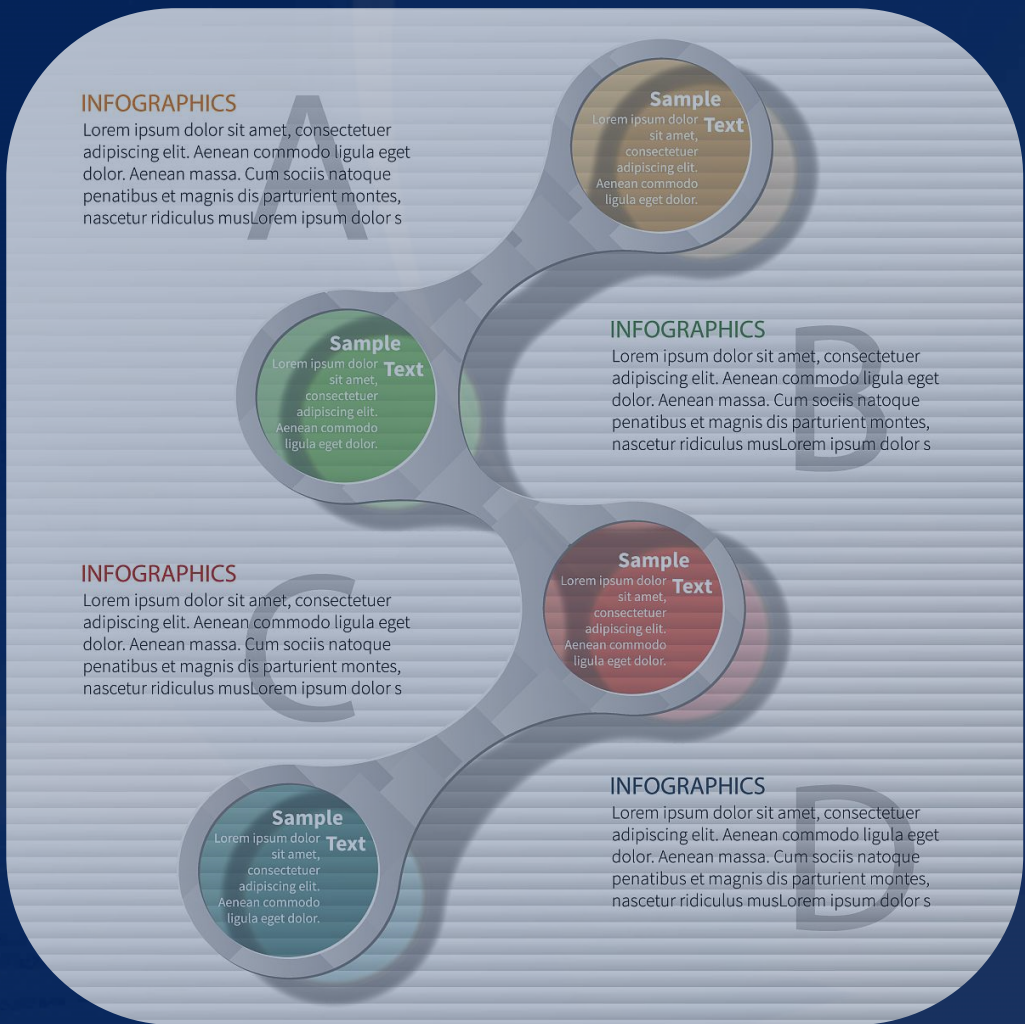 INFOGRAPHICS
Lorem ipsum dolor sit amet, consectetuer
adipiscing elit. Aenean commodo ligula eget
dolor. Aenean massa. Cum sociis natoque
penatibus et magnis dis parturient montes,
nascetur ridiculus musLorem ipsum dolor s
A
Sample
Text
Lorem ipsum dolor
sit amet,
consectetuer
adipiscing elit.
Aenean commodo
ligula eget dolor.
Sample
Text
Lorem ipsum dolor
sit amet,
consectetuer
adipiscing elit.
Aenean commodo
ligula eget dolor.
INFOGRAPHICS
Lorem ipsum dolor sit amet, consectetuer
adipiscing elit. Aenean commodo ligula eget
dolor. Aenean massa. Cum sociis natoque
penatibus et magnis dis parturient montes,
nascetur ridiculus musLorem ipsum dolor s
B
INFOGRAPHICS
Lorem ipsum dolor sit amet, consectetuer
adipiscing elit. Aenean commodo ligula eget
dolor. Aenean massa. Cum sociis natoque
penatibus et magnis dis parturient montes,
nascetur ridiculus musLorem ipsum dolor s
C
Sample
Text
Lorem ipsum dolor
sit amet,
consectetuer
adipiscing elit.
Aenean commodo
ligula eget dolor.
Sample
Text
Lorem ipsum dolor
sit amet,
consectetuer
adipiscing elit.
Aenean commodo
ligula eget dolor.
INFOGRAPHICS
Lorem ipsum dolor sit amet, consectetuer
adipiscing elit. Aenean commodo ligula eget
dolor. Aenean massa. Cum sociis natoque
penatibus et magnis dis parturient montes,
nascetur ridiculus musLorem ipsum dolor s
D